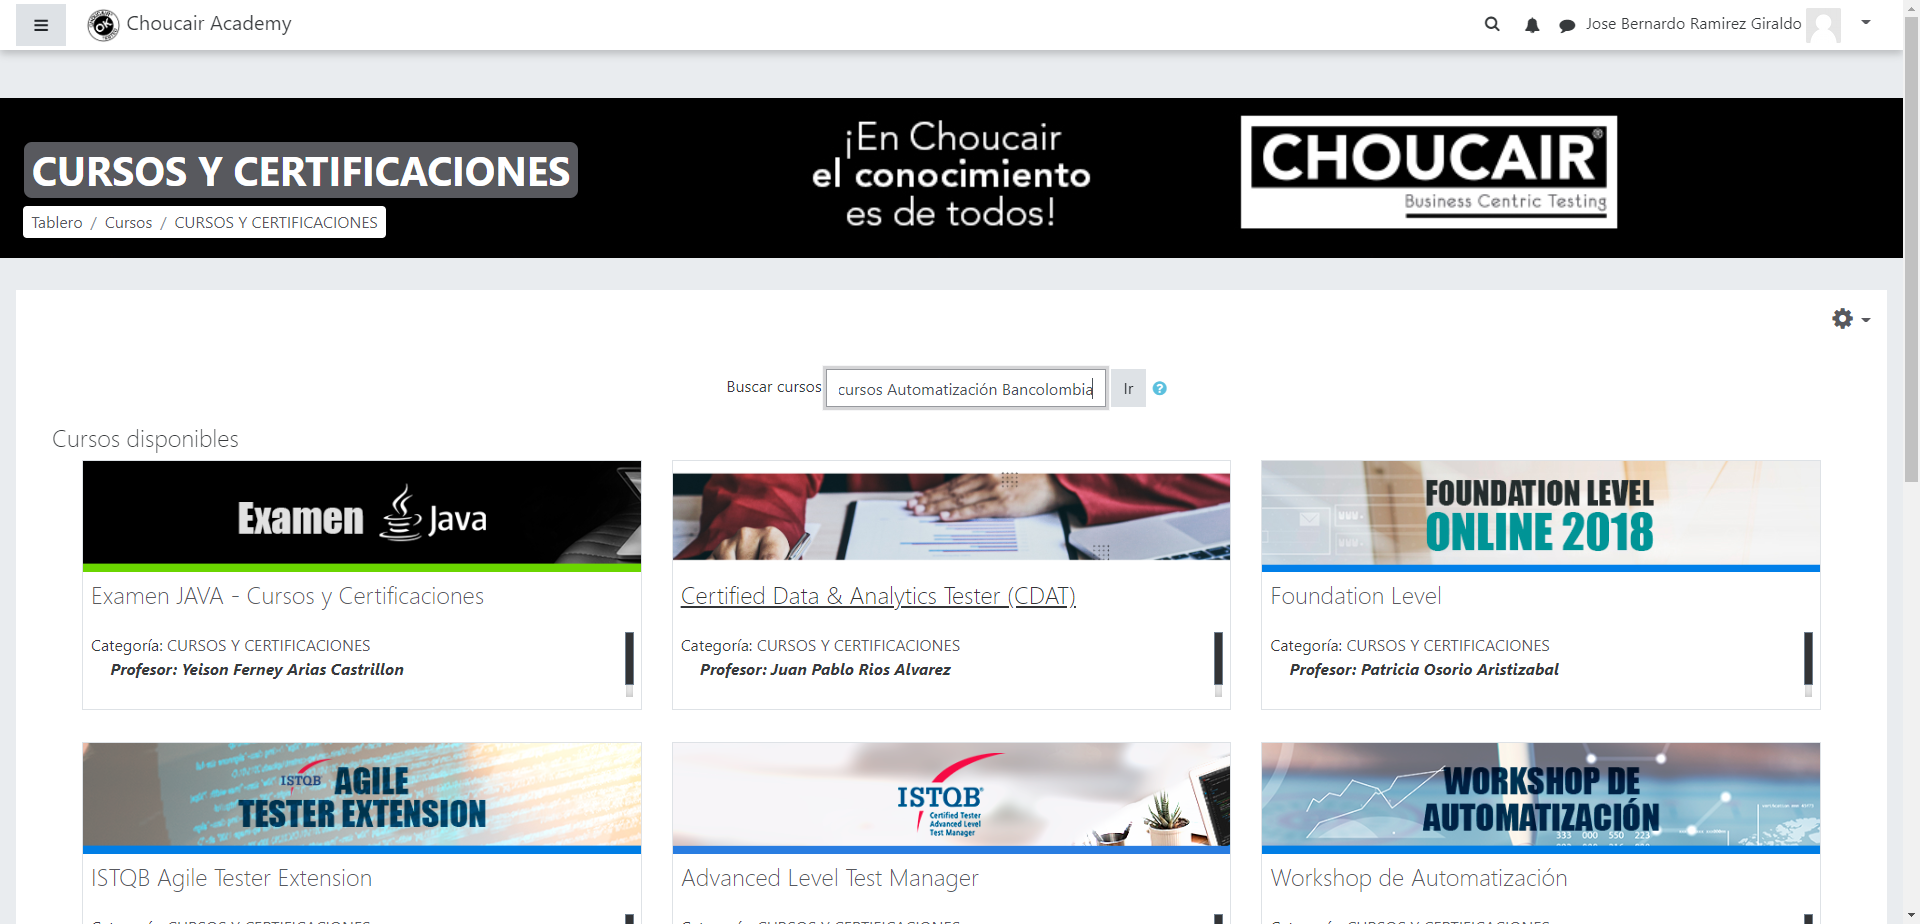 Choucair Academy
Jose Bernardo Ramirez Giraldo
CURSOS Y CERTIFICACIONES
Tablero / Cursos / CURSOS Y CERTIFICACIONES
¡En Choucair
el conocimiento
es de todos!
CHOUCAIR®
Business Centric Testing
Buscar cursos
cursos Automatización Bancolombia
Ir
Cursos disponibles
Examen Java
Examen JAVA - Cursos y Certificaciones
Categoría: CURSOS Y CERTIFICACIONES
Profesor: Yeison Ferney Arias Castrillon
Certified Data & Analytics Tester (CDAT)
Categoría: CURSOS Y CERTIFICACIONES
Profesor: Juan Pablo Rios Alvarez
FOUNDATION LEVEL
ONLINE 2018
Foundation Level
Categoría: CURSOS Y CERTIFICACIONES
Profesor: Patricia Osorio Aristizabal
ISTQB AGILE
TESTER EXTENSION
ISTQB Agile Tester Extension
ISTQB®
Certified Tester
Advanced Level
Test Manager
Advanced Level Test Manager
WORKSHOP DE
AUTOMATIZACIÓN
Workshop de Automatización